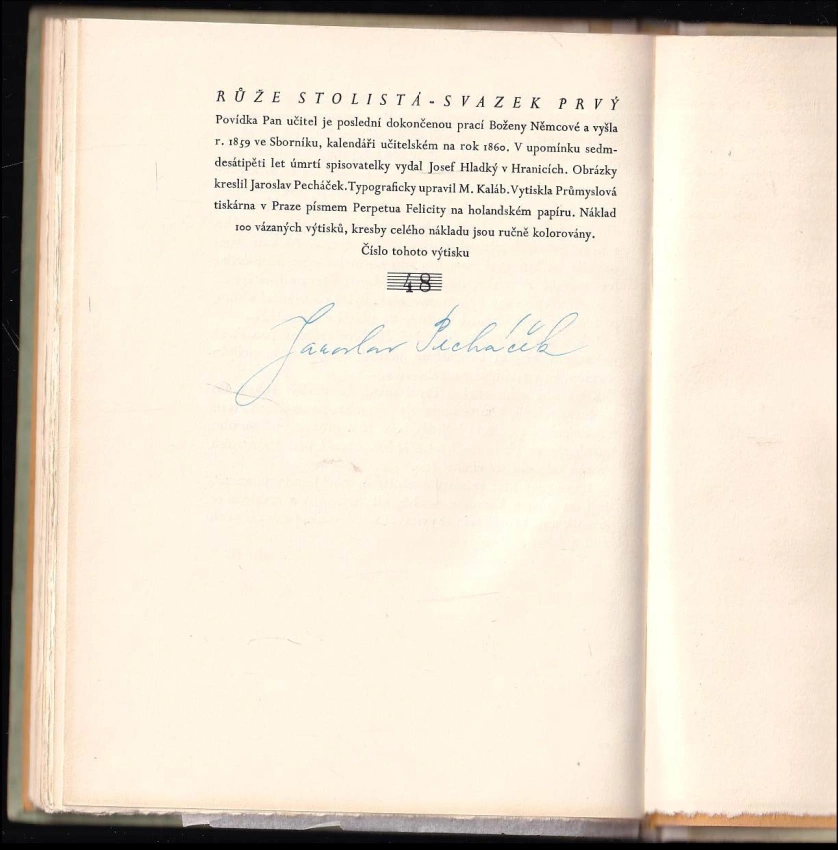 RŮŽE STOLISTÁ - SVAZEK PRVÝ
Povídka Pan učitel je poslední dokončenou prací Boženy Němcové a vyšla
r. 1859 ve Sborníku, kalendáři učitelském na rok 1860. V upomínku sedm-
desátipěti let úmrtí spisovatelky vydal Josef Hladký v Hranicích. Obrázky
kreslil Jaroslav Pecháček. Typograficky upravil M. Kaláb. Vytiskla Průmyslová
tiskárna v Praze písmem Perpetua Felicity na holandském papíru. Náklad
100 vázaných výtisků, kresby celého nákladu jsou ručně kolorovány.
Číslo tohoto výtisku
48
Jaroslav Pecháček